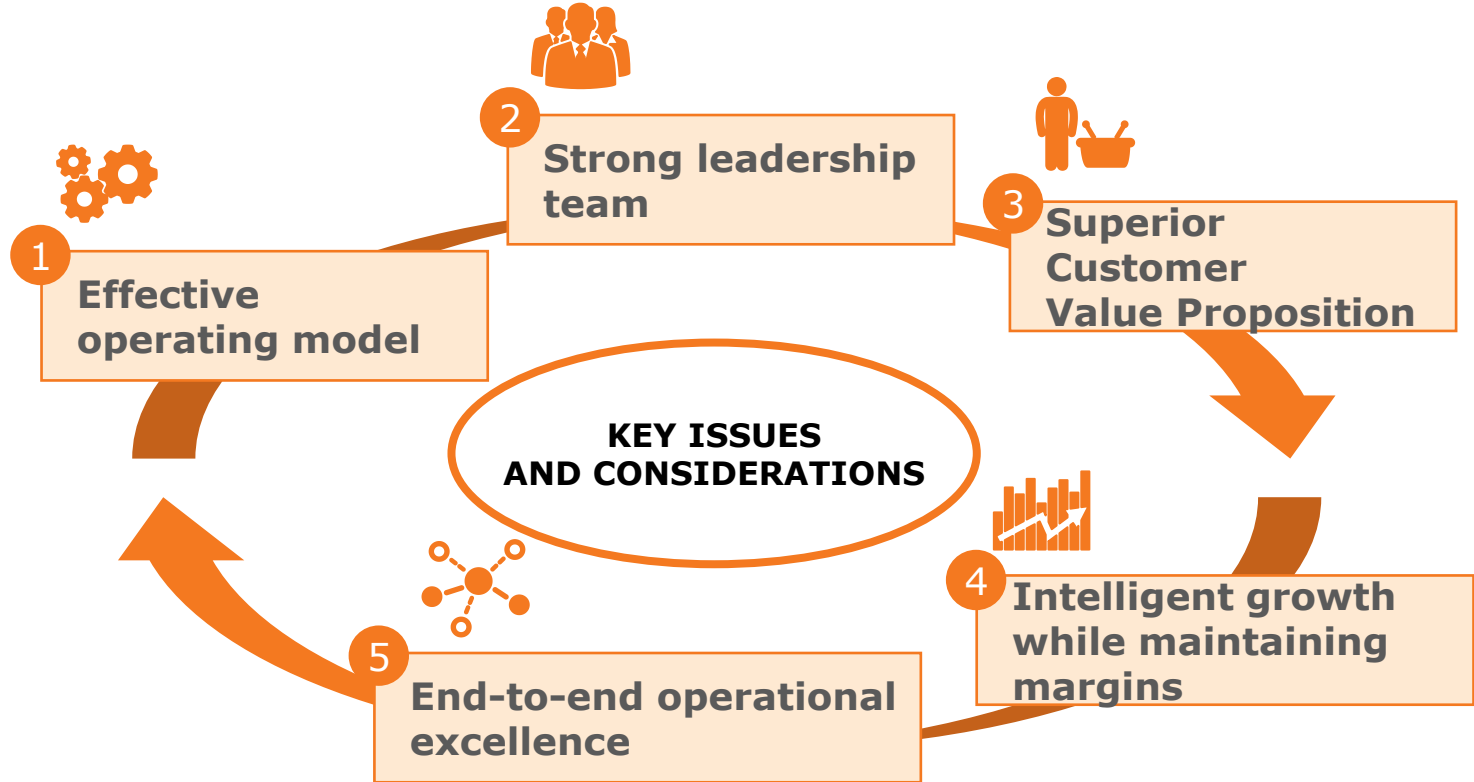 2
Strong leadership
team
3
Superior
Customer
Value Proposition
1
Effective
operating model
KEY ISSUES
AND CONSIDERATIONS
4
Intelligent growth
while maintaining
margins
5
End-to-end operational
excellence